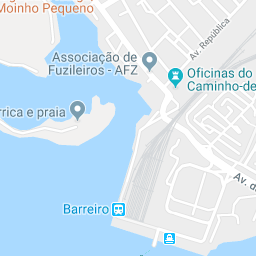 Moinho Pequeno
Associação de
Fuzileiros - AFZ
Av. República
Oficinas do
Caminho-de
rrica e praia
Av. d
Barreiro